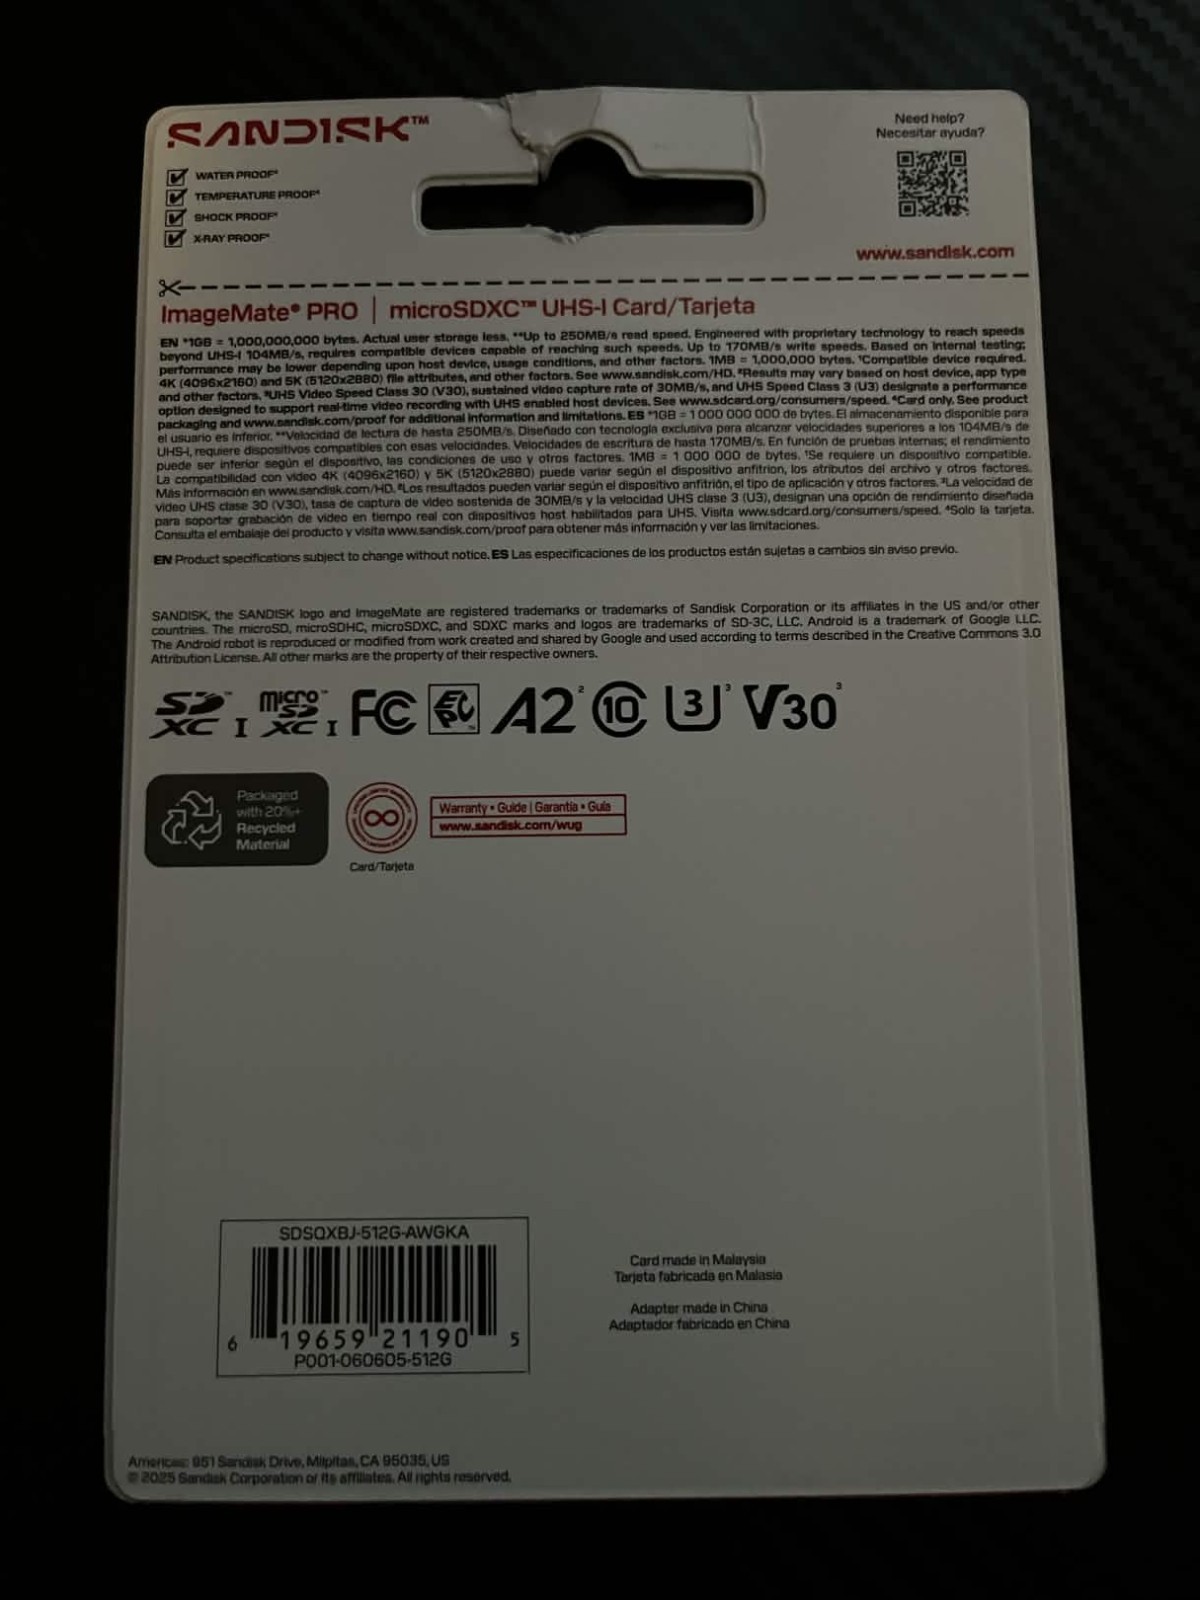 SANDISK™
WATER PROOF⁴
TEMPERATURE PROOF⁴
SHOCK PROOF⁴
X-RAY PROOF⁴
Need help?
Necesitar ayuda?
www.sandisk.com
ImageMate® PRO | microSDXC™ UHS-I Card/Tarjeta
EN *1GB = 1,000,000,000 bytes. Actual user storage less. **Up to 250MB/s read speed. Engineered with proprietary technology to reach speeds
beyond UHS-I 104MB/s, requires compatible devices capable of reaching such speeds. Up to 170MB/s write speeds. Based on internal testing;
performance may be lower depending upon host device, usage conditions, and other factors. 1MB = 1,000,000 bytes. ¹Compatible device required.
4K (4096x2160) and 5K (5120x2880) file attributes, and other factors. See www.sandisk.com/HD. ²Results may vary based on host device, app type
and other factors. ³UHS Video Speed Class 30 (V30), sustained video capture rate of 30MB/s, and UHS Speed Class 3 (U3) designate a performance
option designed to support real-time video recording with UHS enabled host devices. See www.sdcard.org/consumers/speed. ⁴Card only. See product
packaging and www.sandisk.com/proof for additional information and limitations. ES *1GB = 1 000 000 000 de bytes. El almacenamiento disponible para
el usuario es inferior. **Velocidad de lectura de hasta 250MB/s. Diseñado con tecnología exclusiva para alcanzar velocidades superiores a los 104MB/s de
UHS-I, requiere dispositivos compatibles con esas velocidades. Velocidades de escritura de hasta 170MB/s. En función de pruebas internas; el rendimiento
puede ser inferior según el dispositivo, las condiciones de uso y otros factores. 1MB = 1 000 000 de bytes. ¹Se requiere un dispositivo compatible.
La compatibilidad con video 4K (4096x2160) y 5K (5120x2880) puede variar según el dispositivo anfitrión, los atributos del archivo y otros factores.
Más información en www.sandisk.com/HD. ²Los resultados pueden variar según el dispositivo anfitrión, el tipo de aplicación y otros factores. ³La velocidad de
video UHS clase 30 (V30), tasa de captura de video sostenida de 30MB/s y la velocidad UHS clase 3 (U3), designan una opción de rendimiento diseñada
para soportar grabación de video en tiempo real con dispositivos host habilitados para UHS. Visita www.sdcard.org/consumers/speed. ⁴Solo la tarjeta.
Consulta el embalaje del producto y visita www.sandisk.com/proof para obtener más información y ver las limitaciones.
EN Product specifications subject to change without notice. ES Las especificaciones de los productos están sujetas a cambios sin aviso previo.
SANDISK, the SANDISK logo and ImageMate are registered trademarks or trademarks of Sandisk Corporation or its affiliates in the US and/or other
countries. The microSD, microSDHC, microSDXC, and SDXC marks and logos are trademarks of SD-3C, LLC. Android is a trademark of Google LLC.
The Android robot is reproduced or modified from work created and shared by Google and used according to terms described in the Creative Commons 3.0
Attribution License. All other marks are the property of their respective owners.
SD XC I™ micro SD XC I™ FC A2² 10 U3³ V30³
Packaged
with 20%+
Recycled
Material
Card/Tarjeta
Warranty • Guide | Garantía • Guía
www.sandisk.com/wug
SDSQXBJ-512G-AWGKA
6 19659 21190 5
P001-060605-512G
Card made in Malaysia
Tarjeta fabricada en Malasia
Adapter made in China
Adaptador fabricado en China
Americas: 951 Sandisk Drive, Milpitas, CA 95035, US
© 2025 Sandisk Corporation or its affiliates. All rights reserved.